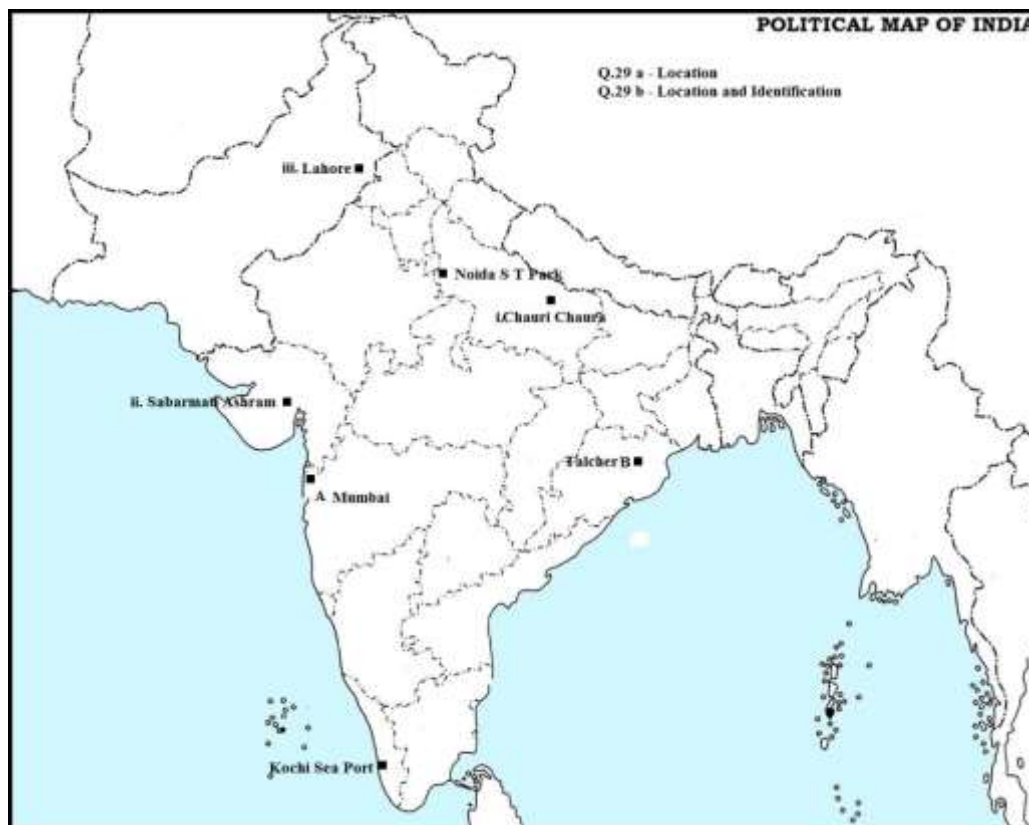 POLITICAL MAP OF INDIA
Q.29 a - Location
Q.29 b - Location and Identification
iii. Lahore
Noida S T Park
i.Chauri Chaura
ii. Sabarmati Ashram
Talcher B
A Mumbai
Kochi Sea Port